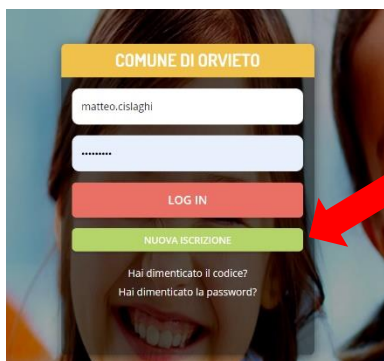 COMUNE DI ORVIETO
matteo.cislaghi
•••••••••
LOG IN
NUOVA ISCRIZIONE
Hai dimenticato il codice?
Hai dimenticato la password?